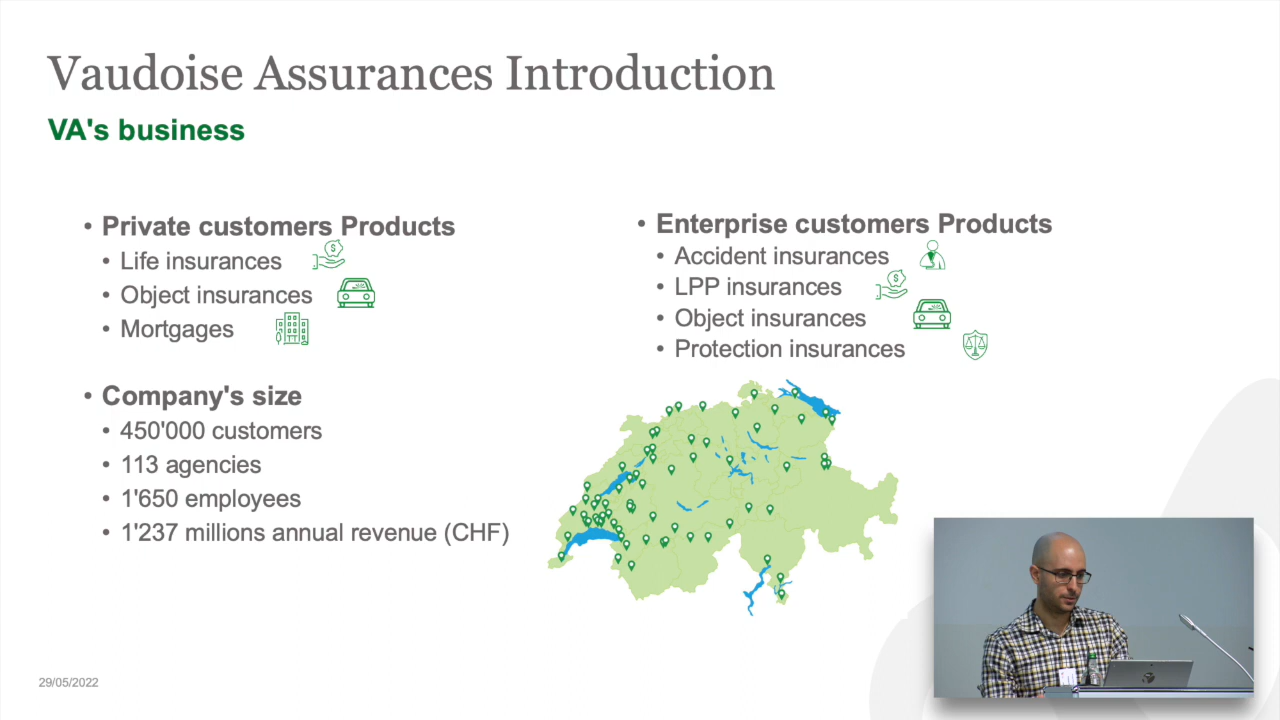 Vaudoise Assurances Introduction
VA's business
• Private customers Products
• Life insurances
• Object insurances
• Mortgages
• Company's size
• 450'000 customers
• 113 agencies
• 1'650 employees
• 1'237 millions annual revenue (CHF)
• Enterprise customers Products
• Accident insurances
• LPP insurances
• Object insurances
• Protection insurances
29/05/2022